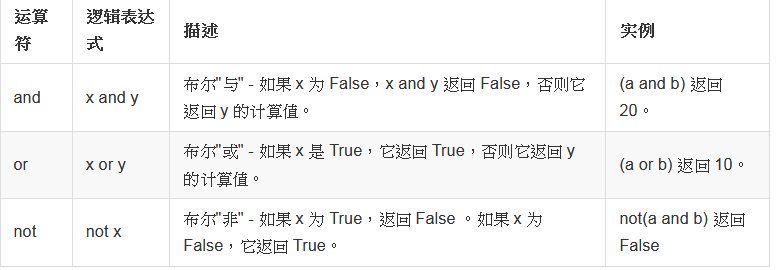 运算符 逻辑表达式 描述 实例
and x and y 布尔"与" - 如果 x 为 False，x and y 返回 False，否则它
返回 y 的计算值。 (a and b) 返回
20。
or x or y 布尔"或" - 如果 x 是 True，它返回 True，否则它返回 y
的计算值。 (a or b) 返回 10。
not not x 布尔"非" - 如果 x 为 True，返回 False 。如果 x 为
False，它返回 True。 not(a and b) 返回
False